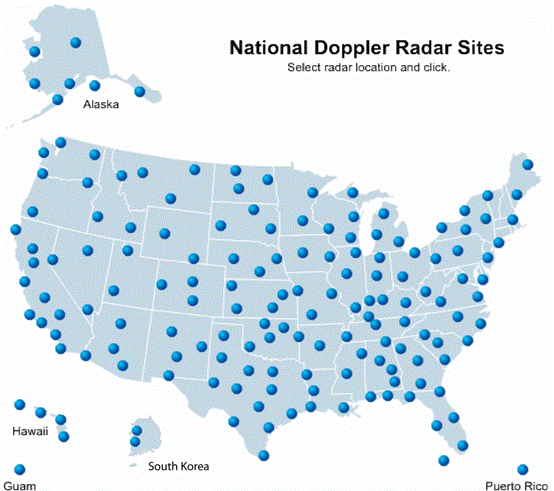 National Doppler Radar Sites
Select radar location and click.
Alaska
Hawaii
South Korea
Guam
Puerto Rico